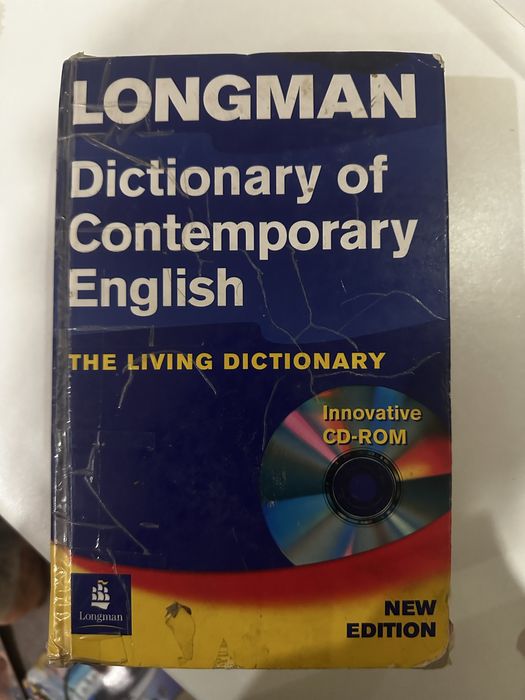 LONGMAN
Dictionary of
Contemporary
English
THE LIVING DICTIONARY
Innovative
CD-ROM
Longman
NEW
EDITION